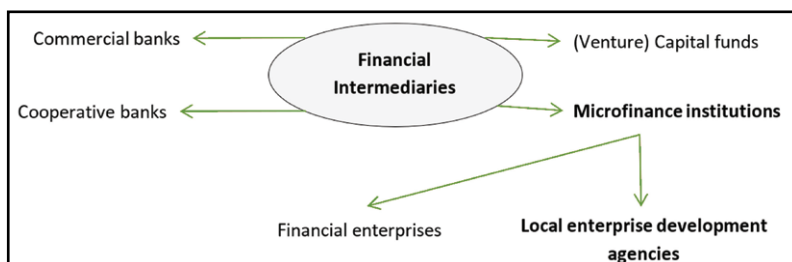 Commercial banks
Financial
Intermediaries
(Venture) Capital funds
Cooperative banks
Microfinance institutions
Financial enterprises
Local enterprise development
agencies